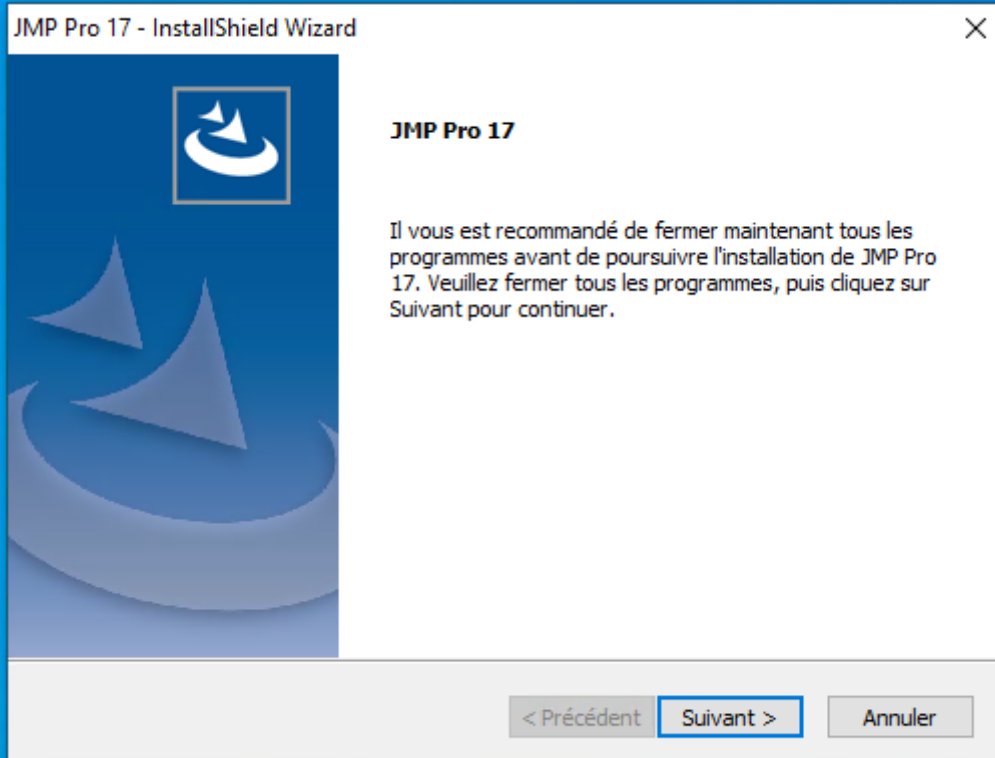 JMP Pro 17 - InstallShield Wizard
JMP Pro 17
Il vous est recommandé de fermer maintenant tous les
programmes avant de poursuivre l'installation de JMP Pro
17. Veuillez fermer tous les programmes, puis cliquez sur
Suivant pour continuer.
< Précédent Suivant > Annuler